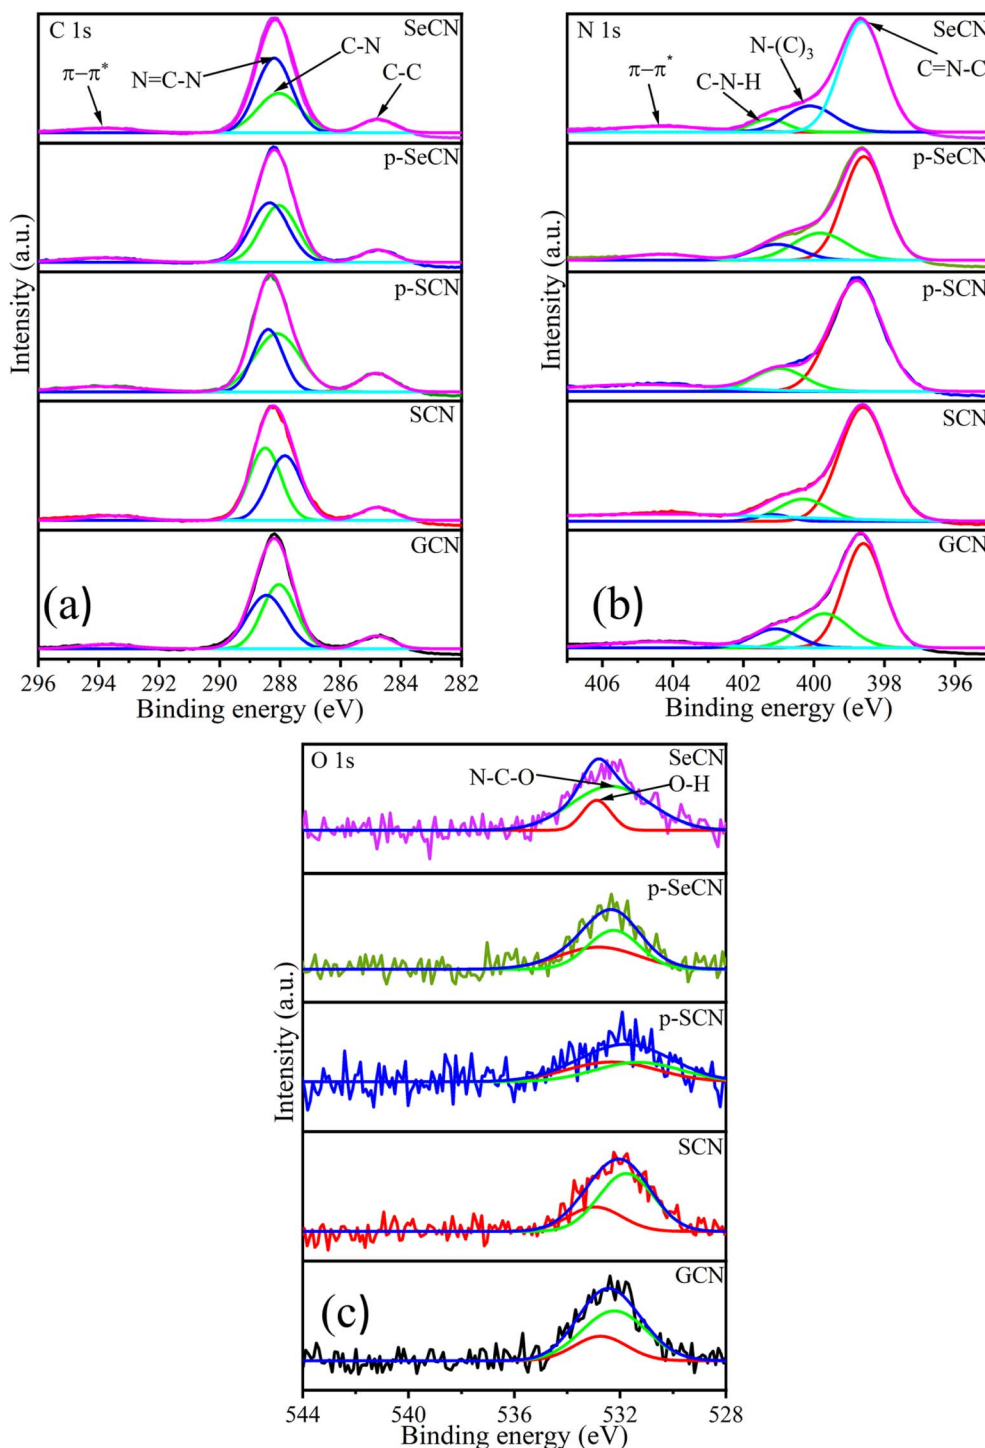 C 1s
SeCN
π−π*
N=C-N
C-N
C-C
p-SeCN
p-SCN
SCN
GCN
(a)
Intensity (a.u.)
296 294 292 290 288 286 284 282
Binding energy (eV)
N 1s
SeCN
π−π*
C-N-H
N-(C)3
C=N-C
p-SeCN
p-SCN
SCN
GCN
(b)
Intensity (a.u.)
406 404 402 400 398 396
Binding energy (eV)
O 1s
SeCN
N-C-O
O-H
p-SeCN
p-SCN
SCN
GCN
(c)
Intensity (a.u.)
544 540 536 532 528
Binding energy (eV)